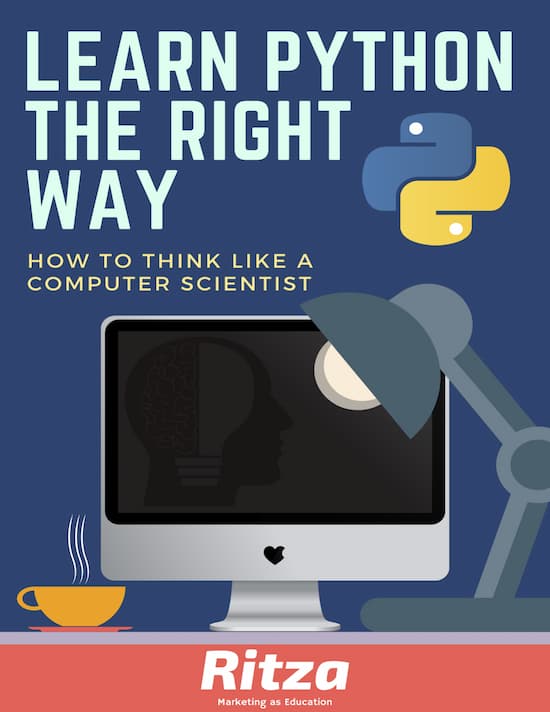 LEARN PYTHON
THE RIGHT
WAY
HOW TO THINK LIKE A
COMPUTER SCIENTIST
Ritza
Marketing as Education